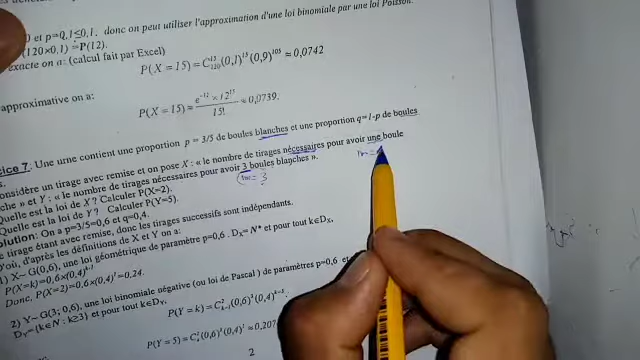 0 et p=0,1≤0,1, donc on peut utiliser l'approximation d'une loi binomiale par une loi Poisson.
(120×0,1) = P(12).
exacte on a: (calcul fait par Excel)
P(X = 15) = C¹⁵₁₂₀(0,1)¹⁵(0,9)¹⁰⁵ ≈ 0,0742
approximative on a:
P(X = 15) ≈ e⁻¹² × 12¹⁵ / 15! ≈ 0,0739.
cice 7: Une urne contient une proportion p = 3/5 de boules blanches et une proportion q=1-p de boules
s.
onsidère un tirage avec remise et on pose X : « le nombre de tirages nécessaires pour avoir une boule
che » et Y : « le nombre de tirages nécessaires pour avoir 3 boules blanches ».
m=
m= 3
Quelle est la loi de X? Calculer P(X=2).
Quelle est la loi de Y ? Calculer P(Y=5).
lution: On a p=3/5=0,6 et q=0,4.
le tirage étant avec remise, donc les tirages successifs sont indépendants.
D'où, d'après les définitions de X et Y on a:
1) X~ G(0,6), une loi géométrique de paramètre p=0,6. Dx= N* et pour tout k∈Dx,
P(X=k) = 0,6×(0,4)ᵏ⁻¹
Donc, P(X=2) = 0,6×(0,4)¹ = 0,24.
2) Y~ G(3; 0,6), une loi binomiale négative (ou loi de Pascal) de paramètres p=0,6 et
Dy={k∈N : k≥3} et pour tout k∈Dy,
P(Y = k) = C²ₖ₋₁(0,6)³(0,4)ᵏ⁻³.
P(Y = 5) = C²₄(0,6)³(0,4)² ≈ 0,207
2